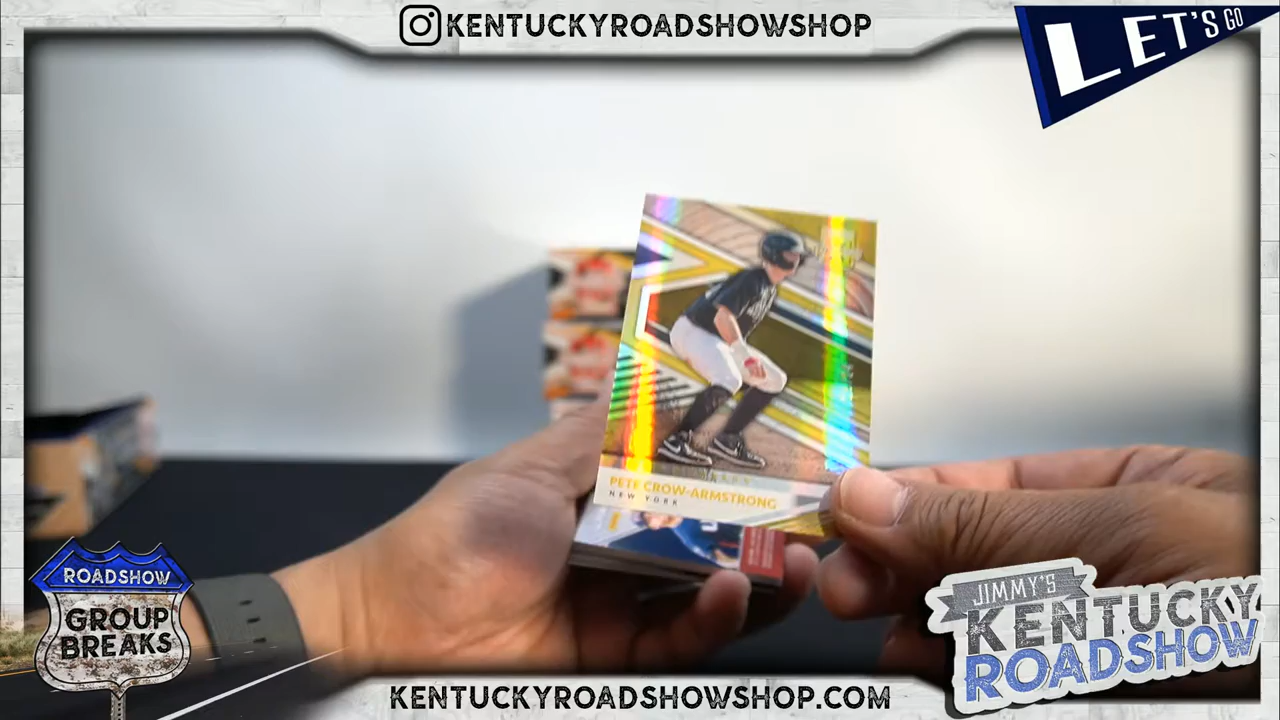 KENTUCKYROADSHOWSHOP
LET'S GO
PETE CROW-ARMSTRONG
NEW YORK
ROADSHOW
GROUP
BREAKS
JIMMY'S
KENTUCKY
ROADSHOW
KENTUCKYROADSHOWSHOP.COM